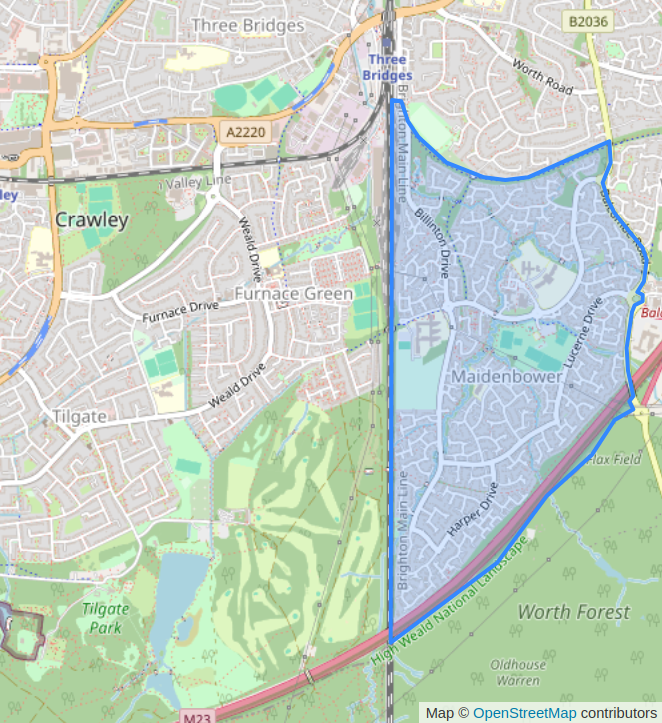 Three Bridges
B2036
Three
Bridges
Worth Road
A2220
Brighton Main Line
n Valley Line
ley
Crawley
Weald Drive
Billinton Drive
Balcombe Road
Furnace Green
Furnace Drive
Lucerne Drive
Bal
Maidenbower
Weald Drive
Tilgate
Flax Field
Brighton Main Line
Harper Drive
High Weald National Landscape
Tilgate
Park
Worth Forest
Oldhouse
Warren
M23
Map © OpenStreetMap contributors